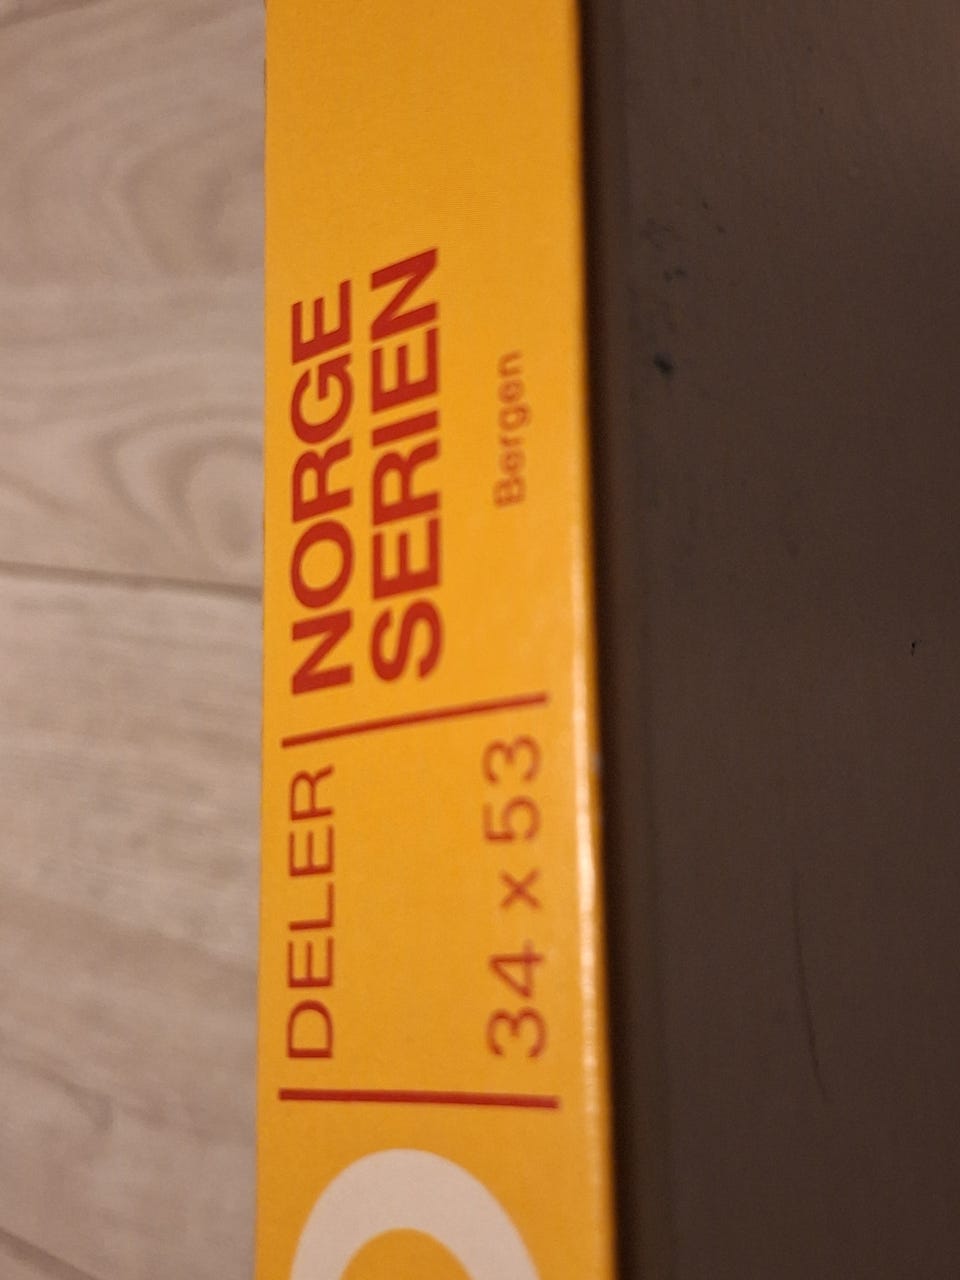 DELER
34 x 53
NORGE
SERIEN
Bergen